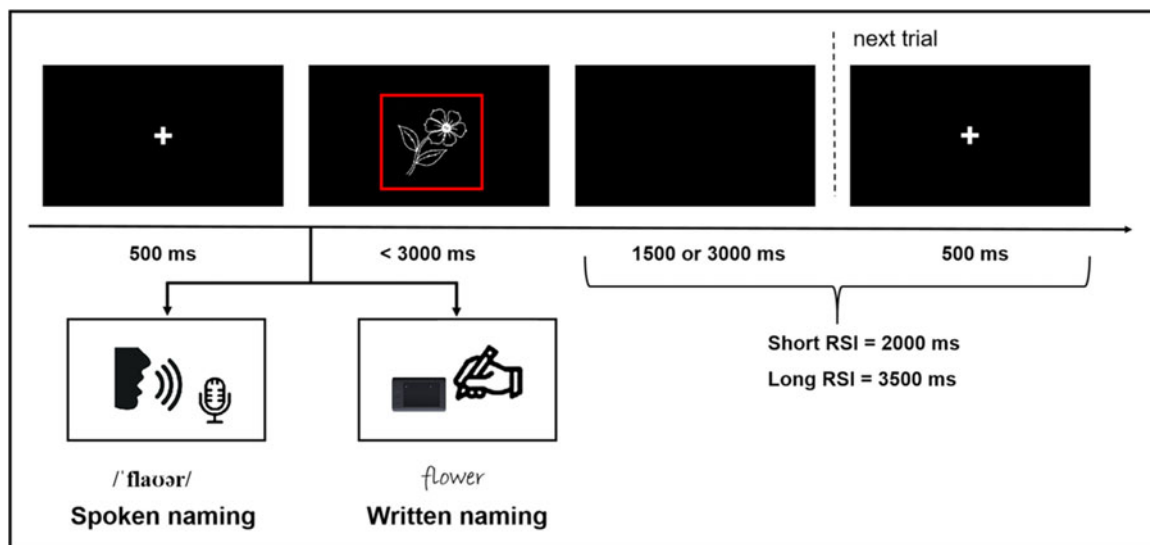 next trial
500 ms
< 3000 ms
1500 or 3000 ms
500 ms
Short RSI = 2000 ms
Long RSI = 3500 ms
/ˈflaʊər/
flower
Spoken naming
Written naming